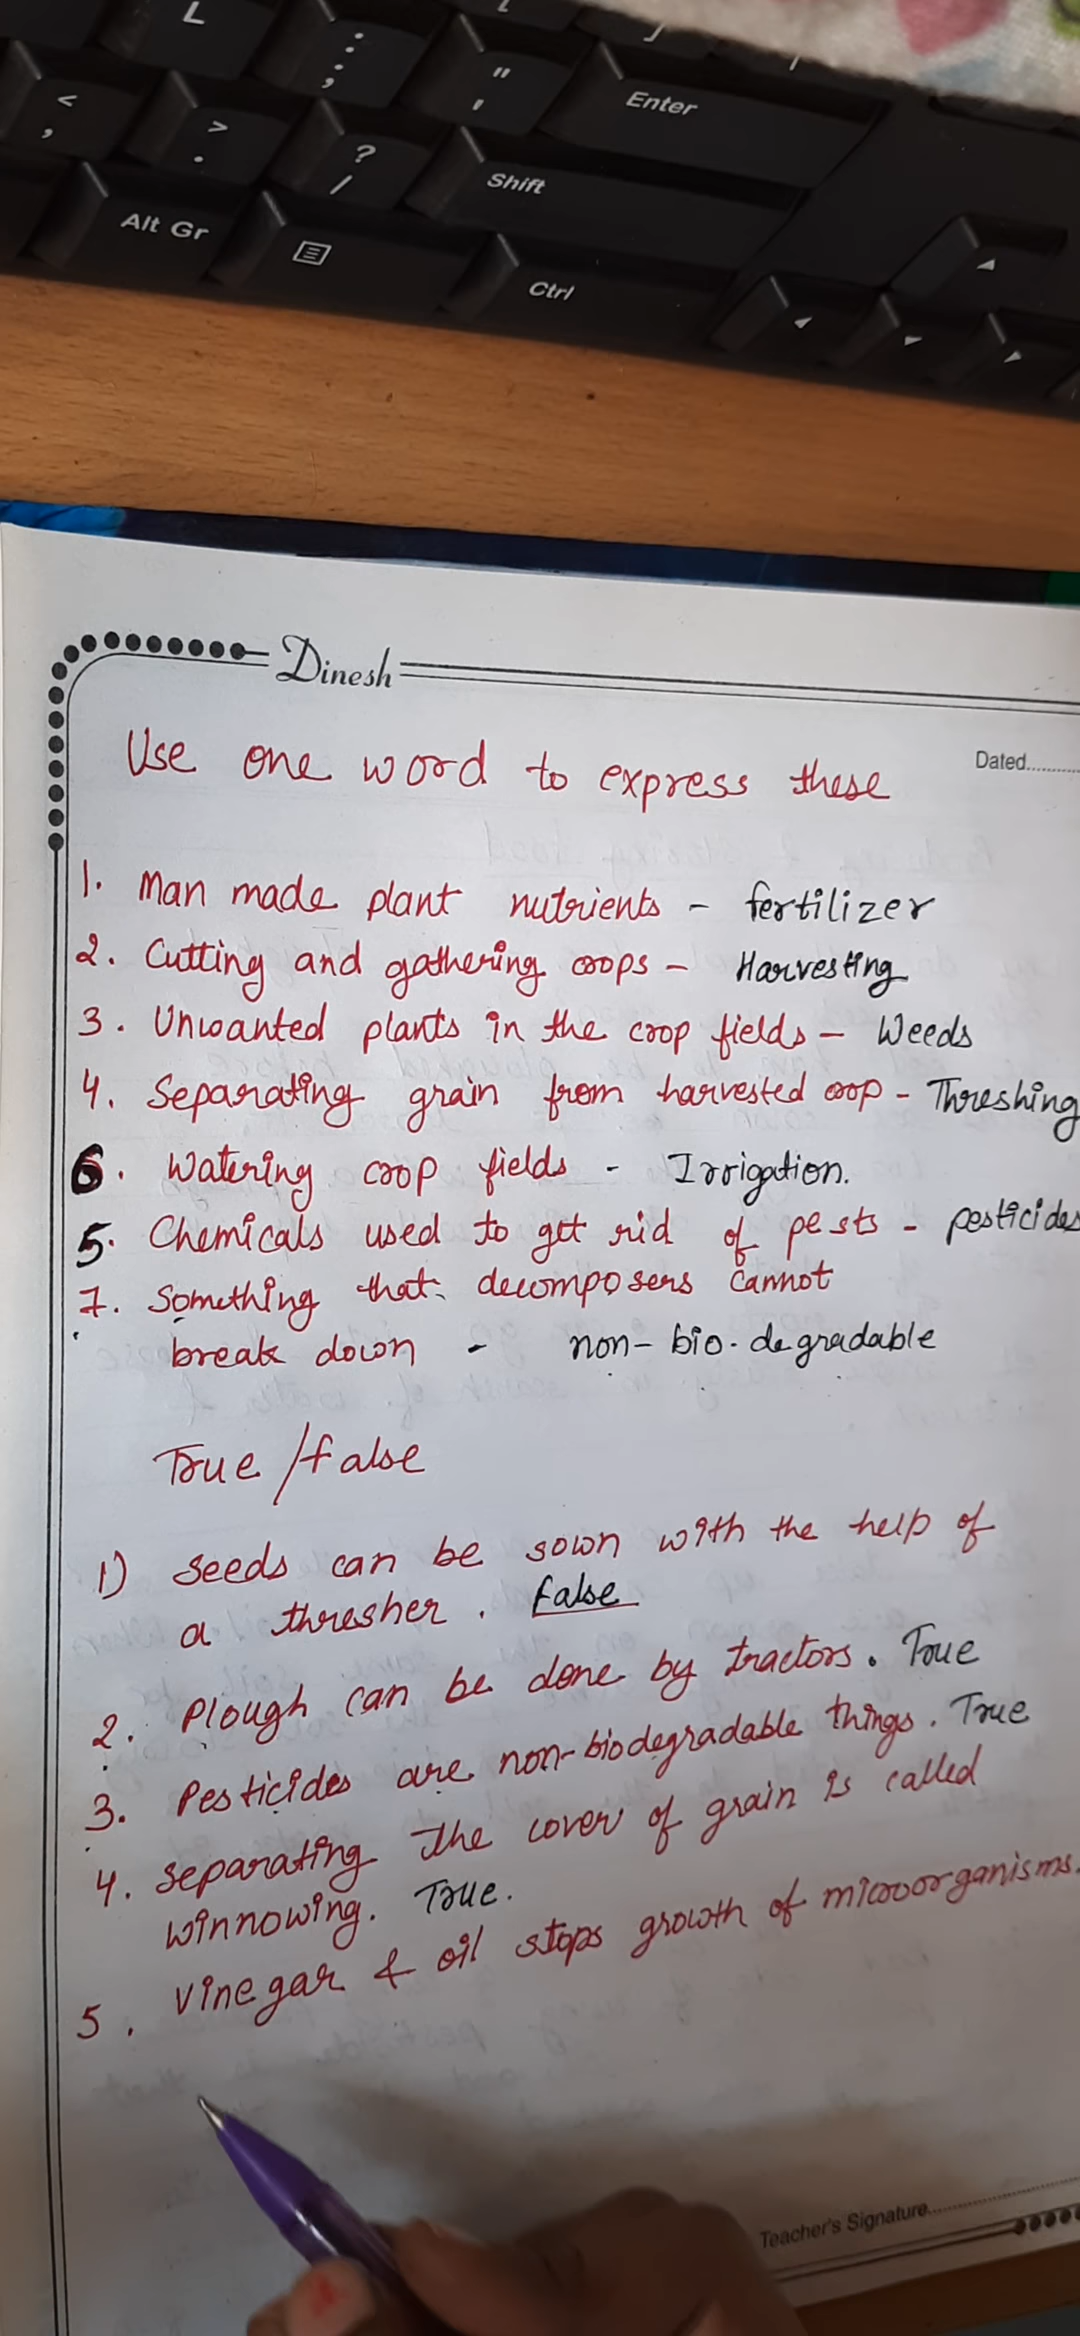 L
:
;
"
'
Enter
<
,
>
.
?
/
Shift
Alt Gr
Ctrl
Dinesh
Dated..........
Use one word to express these
1. Man made plant nutrients - fertilizer
2. Cutting and gathering crops - Harvesting
3. Unwanted plants in the crop fields - Weeds
4. Separating grain from harvested crop - Threshing
6. Watering crop fields - Irrigation.
5. Chemicals used to get rid of pests - pesticides
7. Something that decomposers cannot
break down - non-bio-degradable
True/false
1) Seeds can be sown with the help of
a thresher. false
2. Plough can be done by tractors. True
3. Pesticides are non-biodegradable things. True
4. separating the cover of grain is called
winnowing. True.
5. Vinegar & oil stops growth of microorganisms.
Teacher's Signature....................